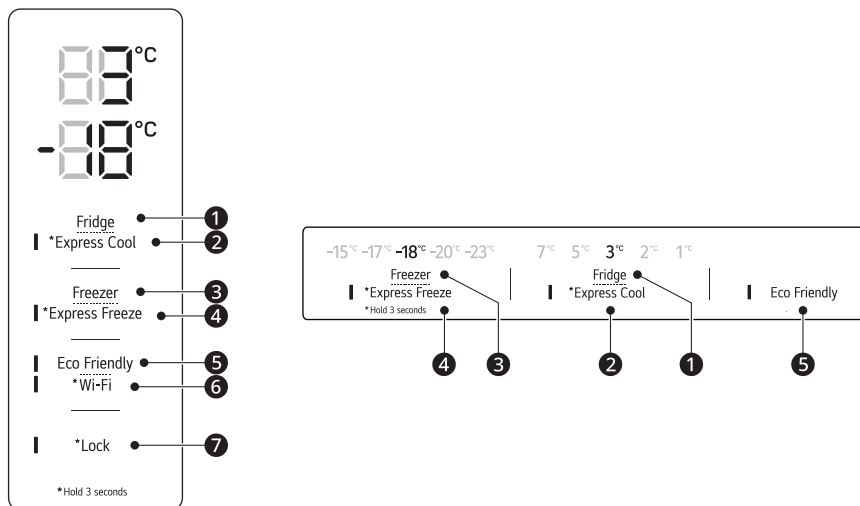 3°C
-18°C
Fridge
*Express Cool
Freezer
*Express Freeze
Eco Friendly
*Wi-Fi
*Lock
*Hold 3 seconds
1
2
3
4
5
6
7
-15°C -17°C -18°C -20°C -23°C
Freezer
*Express Freeze
*Hold 3 seconds
7°C 5°C 3°C 2°C 1°C
Fridge
*Express Cool
Eco Friendly
4
3
2
1
5